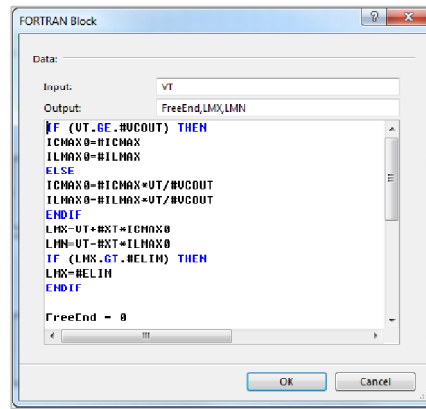 FORTRAN Block
Data:
Input:
VT
Output:
FreeEnd,LMX,LMN
IF (VT.GE.#VCOUT) THEN
ICMAX0=#ICMAX
ILMAX0=#ILMAX
ELSE
ICMAX0=#ICMAX*VT/#VCOUT
ILMAX0=#ILMAX*VT/#VCOUT
ENDIF
LMX=VT+#XT*ICMAX0
LMN=VT-#XT*ILMAX0
IF (LMX.GT.#ELIM) THEN
LMX=#ELIM
ENDIF
FreeEnd = 0
OK
Cancel